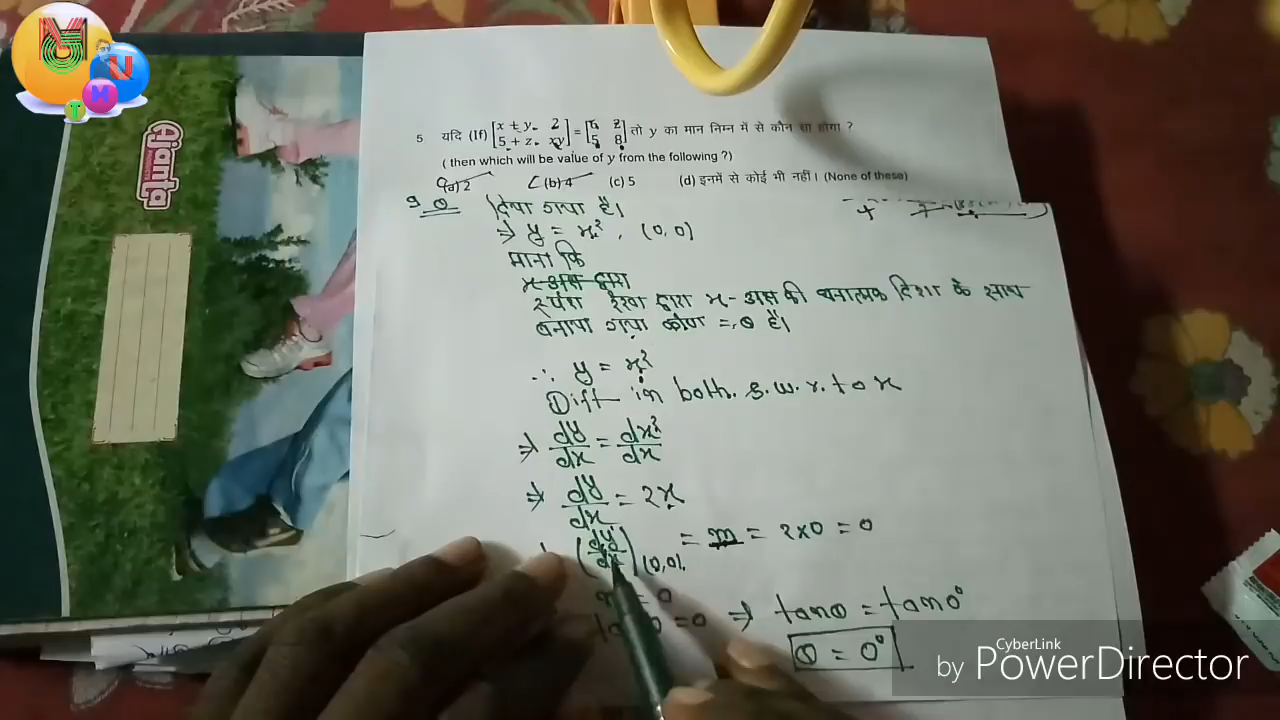 Ajanta
5 यदि (If) [x + y 2 5 + z xy] = [6 2 5 8] तो y का मान निम्न में से कौन सा होगा ?
( then which will be value of y from the following ?)
(a) 2 (b) 4 (c) 5 (d) इनमें से कोई भी नहीं। (None of these)
दिया गया है।
⇒ y = x², (0,0)
माना कि
x-अक्ष द्वारा
स्पर्श रेखा द्वारा x-अक्ष की धनात्मक दिशा के साथ
बनाया गया कोण = θ है।
∴ y = x²
Diff in both. s. w. r. to x
⇒ dy/dx = dx²/dx
⇒ dy/dx = 2x
(dy/dx)(0,0) = m = 2x0 = 0
= 0
= 0 ⇒ tanθ = tan0°
θ = 0°
CyberLink
by PowerDirector